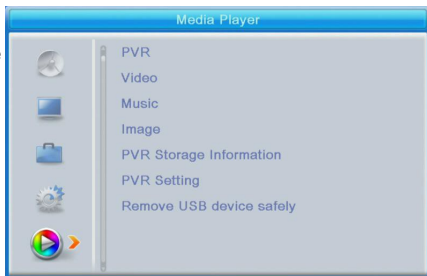 Media Player
PVR
Video
Music
Image
PVR Storage Information
PVR Setting
Remove USB device safely